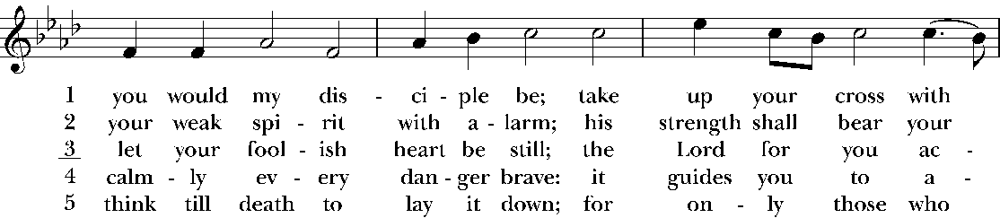 1 you would my dis - ci - ple be; take up your cross with
2 your weak spi - rit with a - larm; his strength shall bear your
3 let your fool - ish heart be still; the Lord for you ac -
4 calm - ly ev - ery dan - ger brave: it guides you to a -
5 think till death to lay it down; for on - ly those who